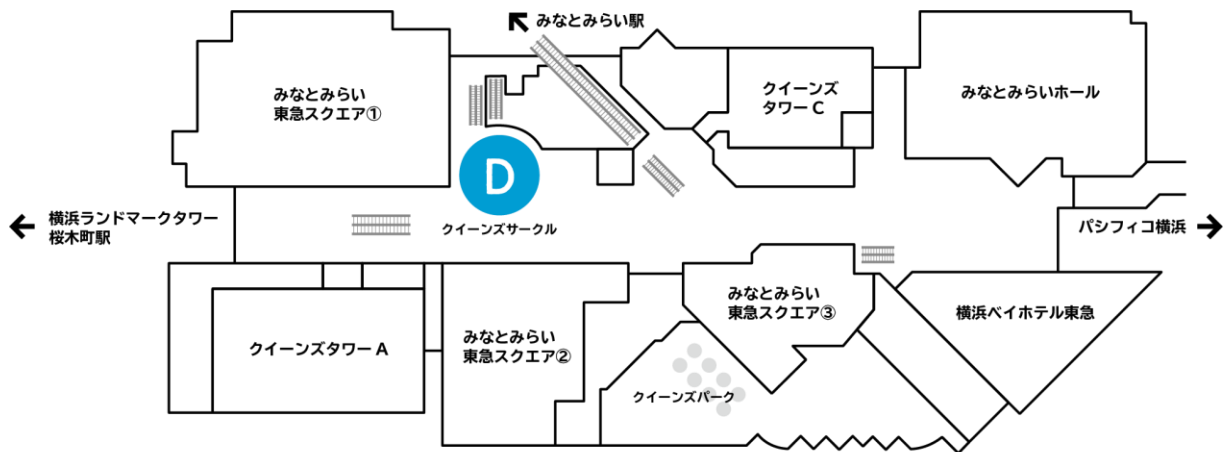 みなとみらい駅
みなとみらい
東急スクエア①
クイーンズ
タワー C
みなとみらいホール
D
クイーンズサークル
横浜ランドマークタワー
桜木町駅
パシフィコ横浜
みなとみらい
東急スクエア③
横浜ベイホテル東急
クイーンズタワー A
みなとみらい
東急スクエア②
クイーンズパーク